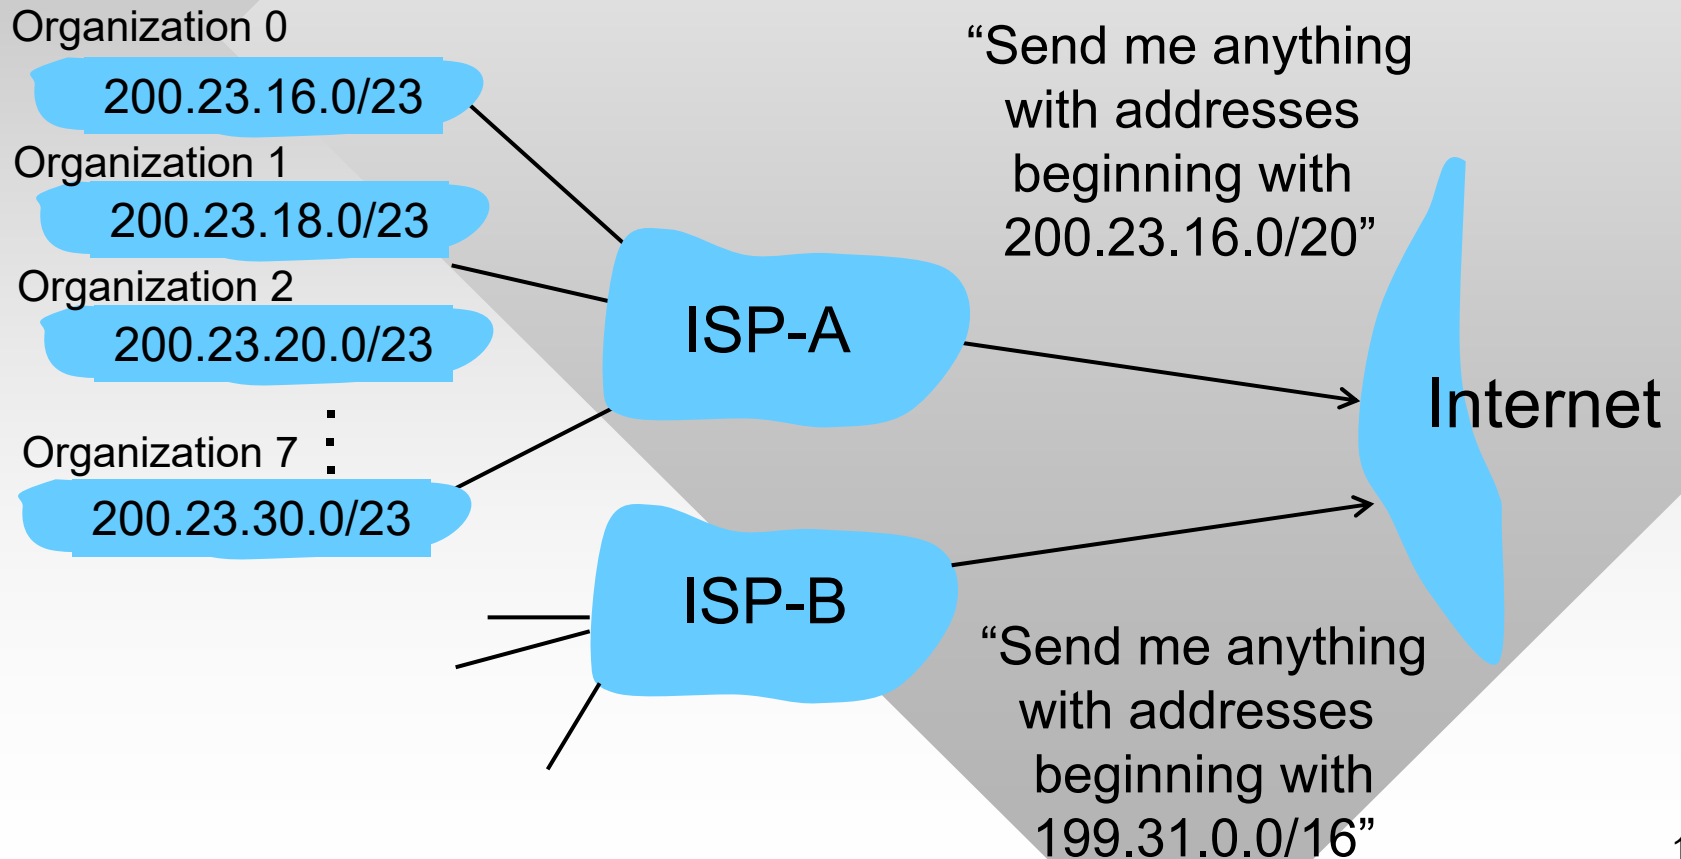 Organization 0
200.23.16.0/23
Organization 1
200.23.18.0/23
Organization 2
200.23.20.0/23
Organization 7
200.23.30.0/23
ISP-A
ISP-B
“Send me anything
with addresses
beginning with
200.23.16.0/20”
Internet
“Send me anything
with addresses
beginning with
199.31.0.0/16”